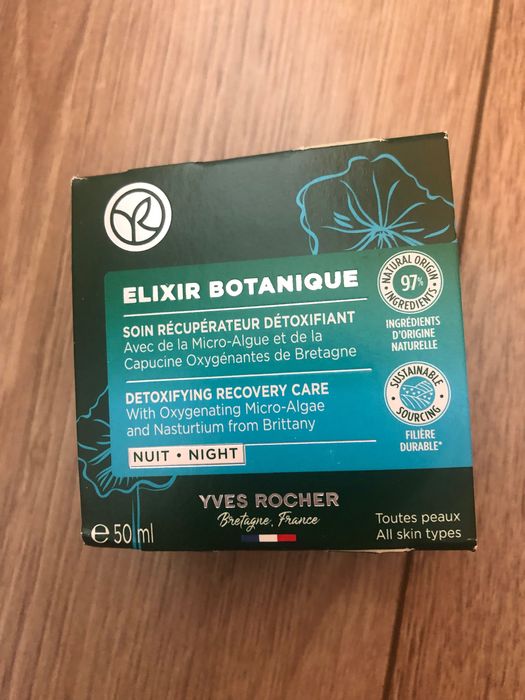 ELIXIR BOTANIQUE
SOIN RÉCUPÉRATEUR DÉTOXIFIANT
Avec de la Micro-Algue et de la
Capucine Oxygénantes de Bretagne
DETOXIFYING RECOVERY CARE
With Oxygenating Micro-Algae
and Nasturtium from Brittany
NUIT • NIGHT
NATURAL ORIGIN
97%
INGREDIENTS
INGRÉDIENTS
D'ORIGINE
NATURELLE
SUSTAINABLE
SOURCING
FILIÈRE
DURABLE*
YVES ROCHER
Bretagne, France
℮ 50 ml
Toutes peaux
All skin types